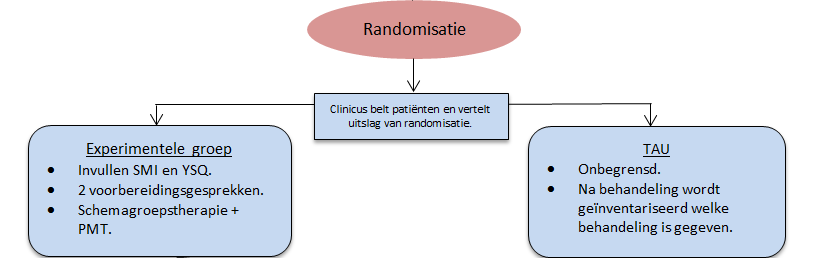 Randomisatie
Clinicus belt patiënten en vertelt
uitslag van randomisatie.
Experimentele groep
• Invullen SMI en YSQ.
• 2 voorbereidingsgesprekken.
• Schemagroepstherapie +
PMT.
TAU
• Onbegrensd.
• Na behandeling wordt
geïnventariseerd welke
behandeling is gegeven.